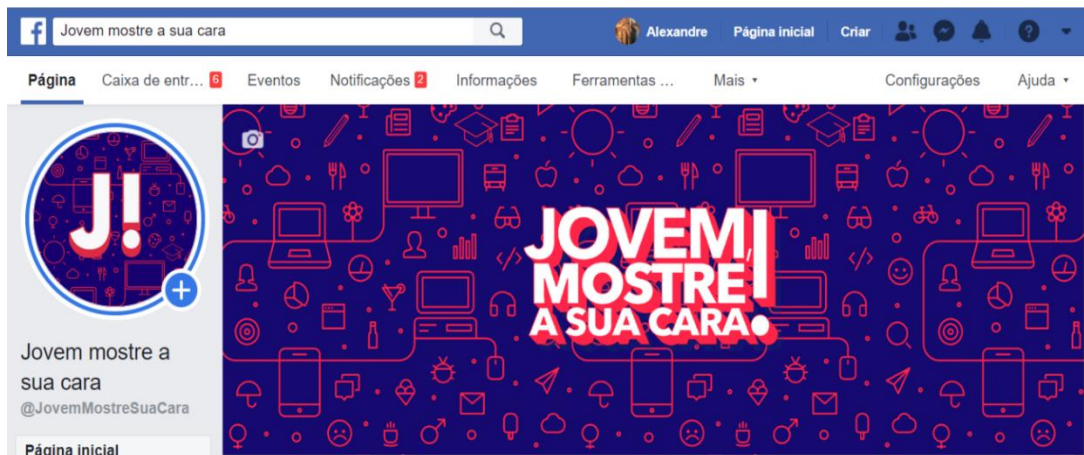 Jovem mostre a sua cara
Alexandre Página inicial Criar
Página Caixa de entr... 6 Eventos Notificações 2 Informações Ferramentas ... Mais Configurações Ajuda
J!
JOVEM,
MOSTRE
A SUA CARA!
Jovem mostre a
sua cara
@JovemMostreSuaCara
Página inicial